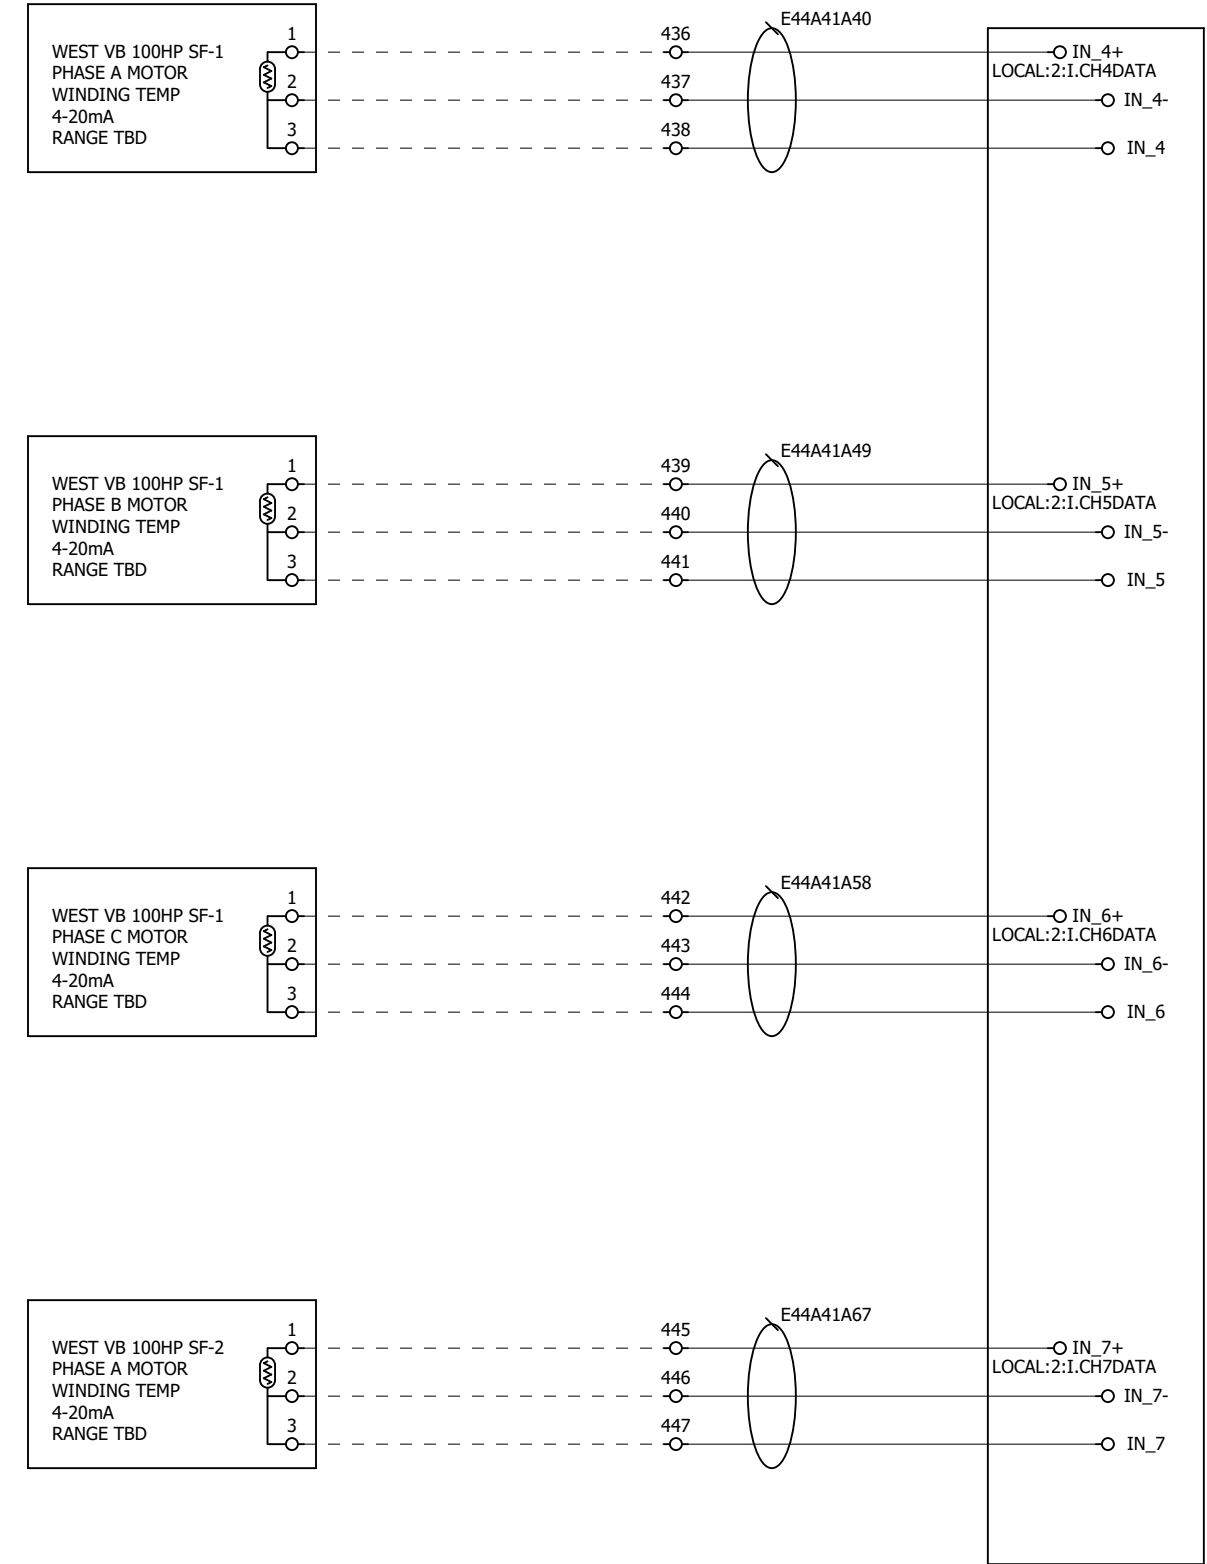 E44A41A40
WEST VB 100HP SF-1
PHASE A MOTOR
WINDING TEMP
4-20mA
RANGE TBD
1
2
3
436
437
438
IN_4+
LOCAL:2:I.CH4DATA
IN_4-
IN_4
E44A41A49
WEST VB 100HP SF-1
PHASE B MOTOR
WINDING TEMP
4-20mA
RANGE TBD
1
2
3
439
440
441
IN_5+
LOCAL:2:I.CH5DATA
IN_5-
IN_5
E44A41A58
WEST VB 100HP SF-1
PHASE C MOTOR
WINDING TEMP
4-20mA
RANGE TBD
1
2
3
442
443
444
IN_6+
LOCAL:2:I.CH6DATA
IN_6-
IN_6
E44A41A67
WEST VB 100HP SF-2
PHASE A MOTOR
WINDING TEMP
4-20mA
RANGE TBD
1
2
3
445
446
447
IN_7+
LOCAL:2:I.CH7DATA
IN_7-
IN_7